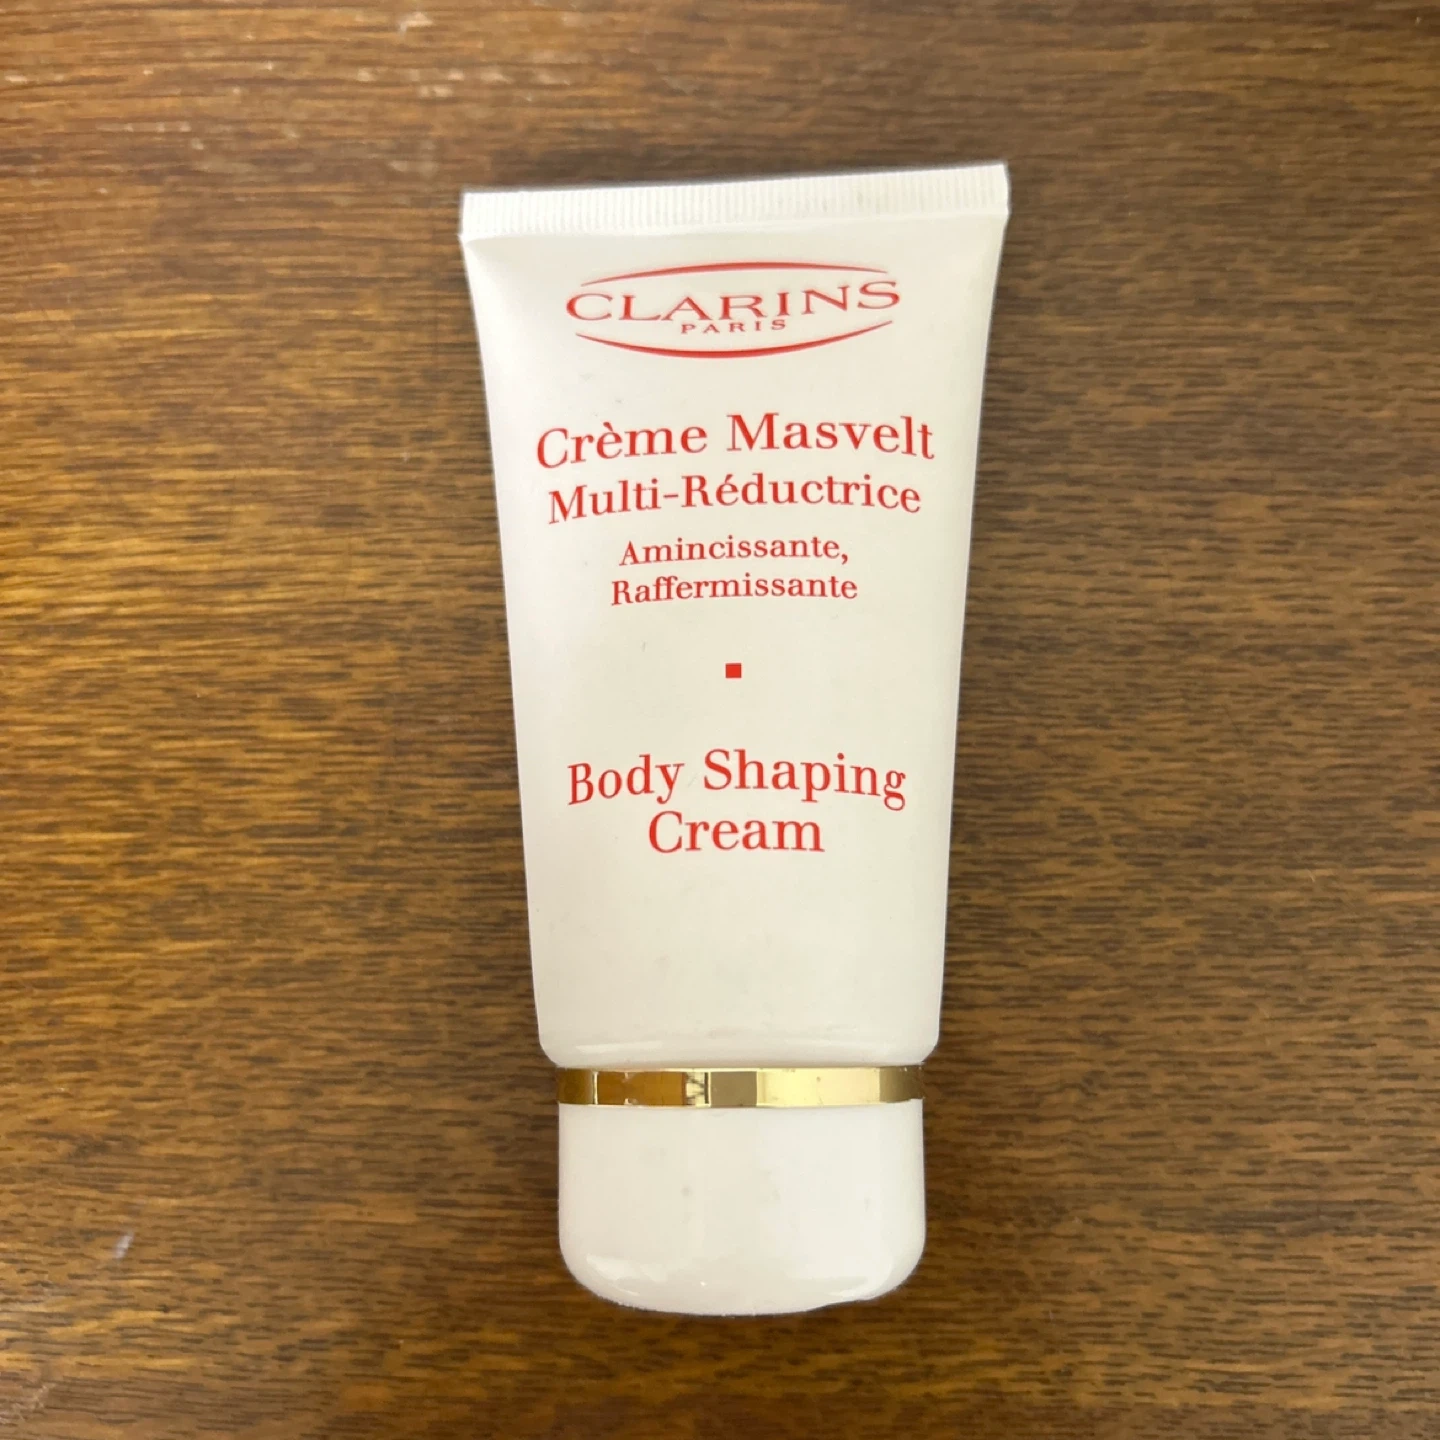 CLARINS
PARIS
Crème Masvelt
Multi-Réductrice
Amincissante,
Raffermissante
Body Shaping
Cream